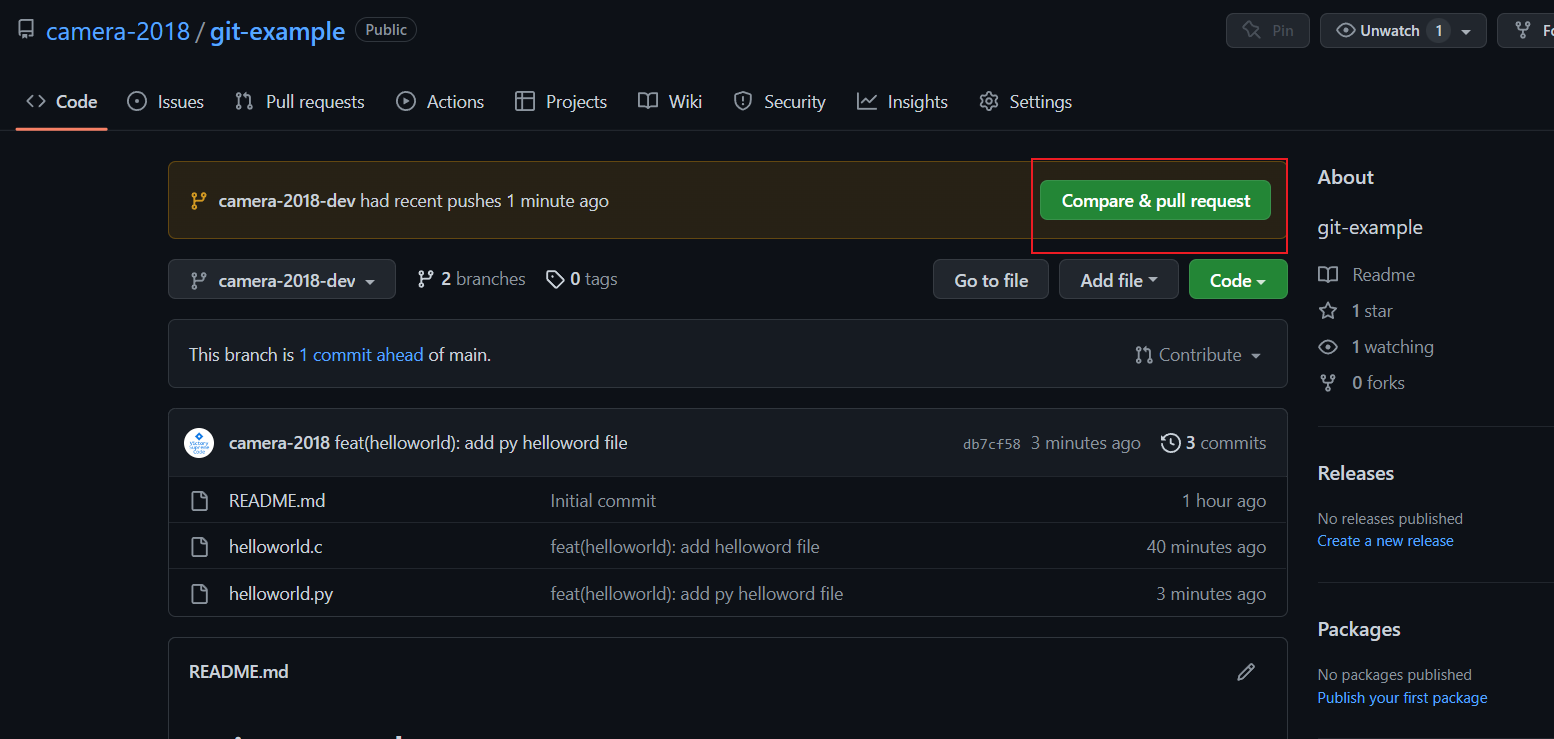 camera-2018 / git-example Public
Pin
Unwatch 1
Code
Issues
Pull requests
Actions
Projects
Wiki
Security
Insights
Settings
camera-2018-dev had recent pushes 1 minute ago
Compare & pull request
camera-2018-dev
2 branches
0 tags
Go to file
Add file
Code
This branch is 1 commit ahead of main.
Contribute
camera-2018 feat(helloworld): add py helloword file
db7cf58 3 minutes ago
3 commits
README.md Initial commit 1 hour ago
helloworld.c feat(helloworld): add helloword file 40 minutes ago
helloworld.py feat(helloworld): add py helloword file 3 minutes ago
README.md
About
git-example
Readme
1 star
1 watching
0 forks
Releases
No releases published
Create a new release
Packages
No packages published
Publish your first package